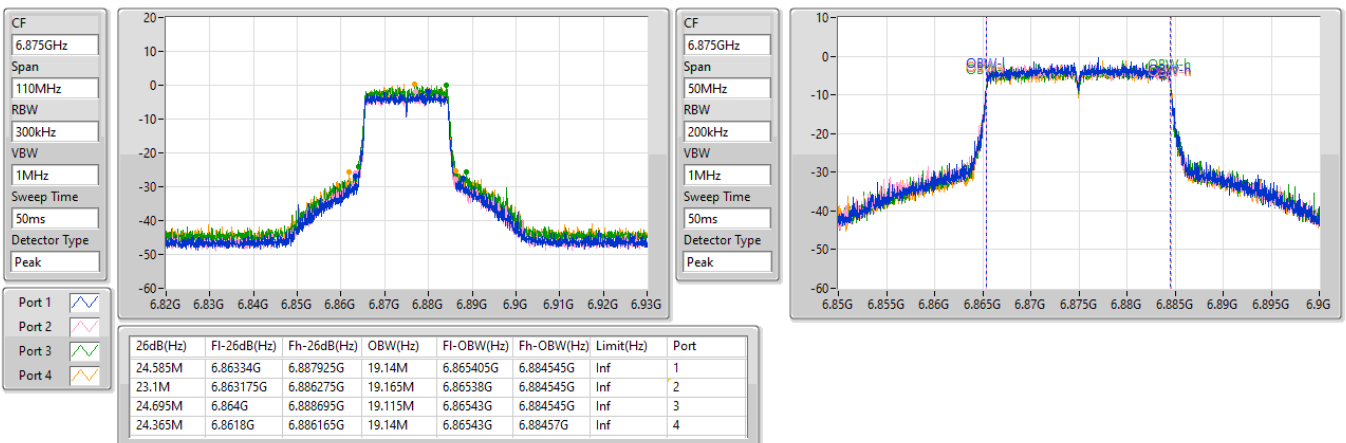 CF
6.875GHz
Span
110MHz
RBW
300kHz
VBW
1MHz
Sweep Time
50ms
Detector Type
Peak
20
10
0
-10
-20
-30
-40
-50
-60
6.82G 6.83G 6.84G 6.85G 6.86G 6.87G 6.88G 6.89G 6.9G 6.91G 6.92G 6.93G
CF
6.875GHz
Span
50MHz
RBW
200kHz
VBW
1MHz
Sweep Time
50ms
Detector Type
Peak
10
0
-10
-20
-30
-40
-50
-60
OBW-l
OBW-h
6.85G 6.855G 6.86G 6.865G 6.87G 6.875G 6.88G 6.885G 6.89G 6.895G 6.9G
Port 1
Port 2
Port 3
Port 4
26dB(Hz) Fl-26dB(Hz) Fh-26dB(Hz) OBW(Hz) Fl-OBW(Hz) Fh-OBW(Hz) Limit(Hz) Port
24.585M 6.86334G 6.887925G 19.14M 6.865405G 6.884545G Inf 1
23.1M 6.863175G 6.886275G 19.165M 6.86538G 6.884545G Inf 2
24.695M 6.864G 6.888695G 19.115M 6.86543G 6.884545G Inf 3
24.365M 6.8618G 6.886165G 19.14M 6.86543G 6.88457G Inf 4